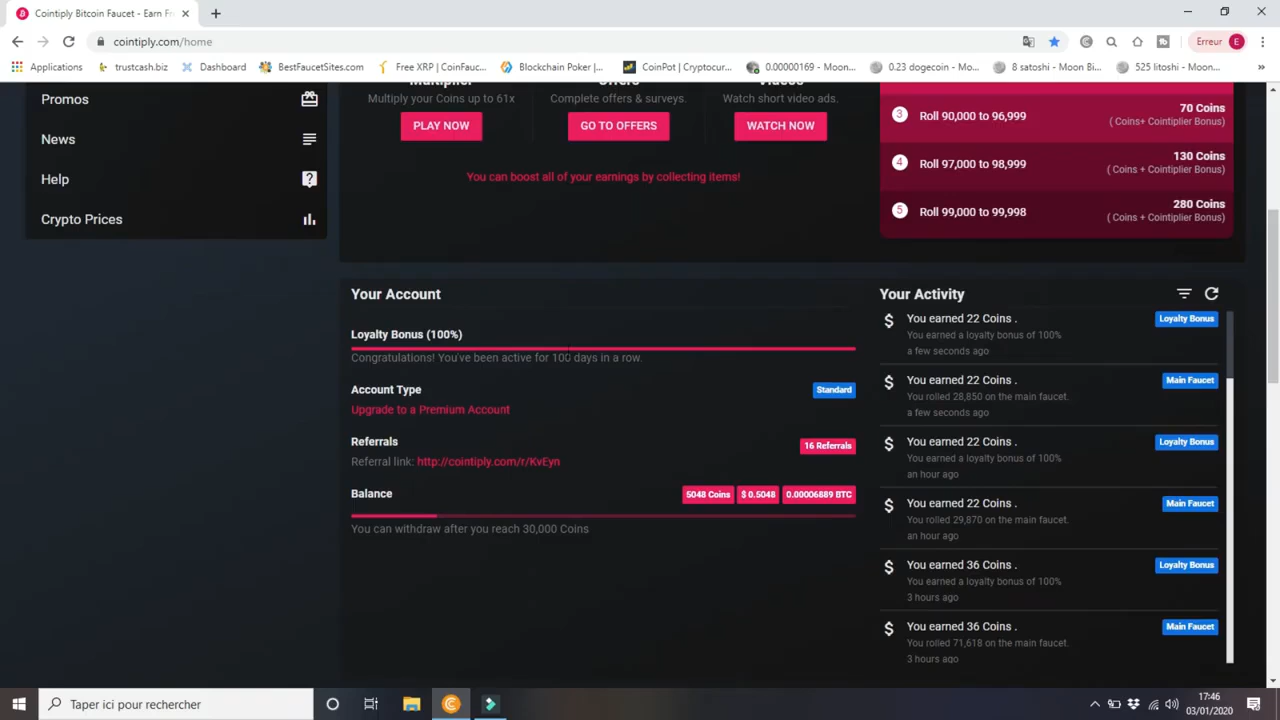 Cointiply Bitcoin Faucet - Earn Fr
cointiply.com/home
Erreur E
Applications
trustcash.biz
Dashboard
BestFaucetSites.com
Free XRP | CoinFauc...
Blockchain Poker |...
CoinPot | Cryptocur...
0.00000169 - Moon...
0.23 dogecoin - Mo...
8 satoshi - Moon Bi...
525 litoshi - Moon...
Promos
News
Help
Crypto Prices
Multiplier
Multiply your Coins up to 61x
PLAY NOW
Offers
Complete offers & surveys.
GO TO OFFERS
Videos
Watch short video ads.
WATCH NOW
You can boost all of your earnings by collecting items!
3 Roll 90,000 to 96,999 70 Coins
( Coins+ Cointiplier Bonus)
4 Roll 97,000 to 98,999 130 Coins
( Coins + Cointiplier Bonus)
5 Roll 99,000 to 99,998 280 Coins
( Coins + Cointiplier Bonus)
Your Account
Loyalty Bonus (100%)
Congratulations! You've been active for 100 days in a row.
Account Type Standard
Upgrade to a Premium Account
Referrals 16 Referrals
Referral link: http://cointiply.com/r/KvEyn
Balance 5048 Coins $ 0.5048 0.00006889 BTC
You can withdraw after you reach 30,000 Coins
Your Activity
$ You earned 22 Coins . Loyalty Bonus
You earned a loyalty bonus of 100%
a few seconds ago
$ You earned 22 Coins . Main Faucet
You rolled 28,850 on the main faucet.
a few seconds ago
$ You earned 22 Coins . Loyalty Bonus
You earned a loyalty bonus of 100%
an hour ago
$ You earned 22 Coins . Main Faucet
You rolled 29,870 on the main faucet.
an hour ago
$ You earned 36 Coins . Loyalty Bonus
You earned a loyalty bonus of 100%
3 hours ago
$ You earned 36 Coins . Main Faucet
You rolled 71,618 on the main faucet.
3 hours ago
Taper ici pour rechercher
17:46
03/01/2020